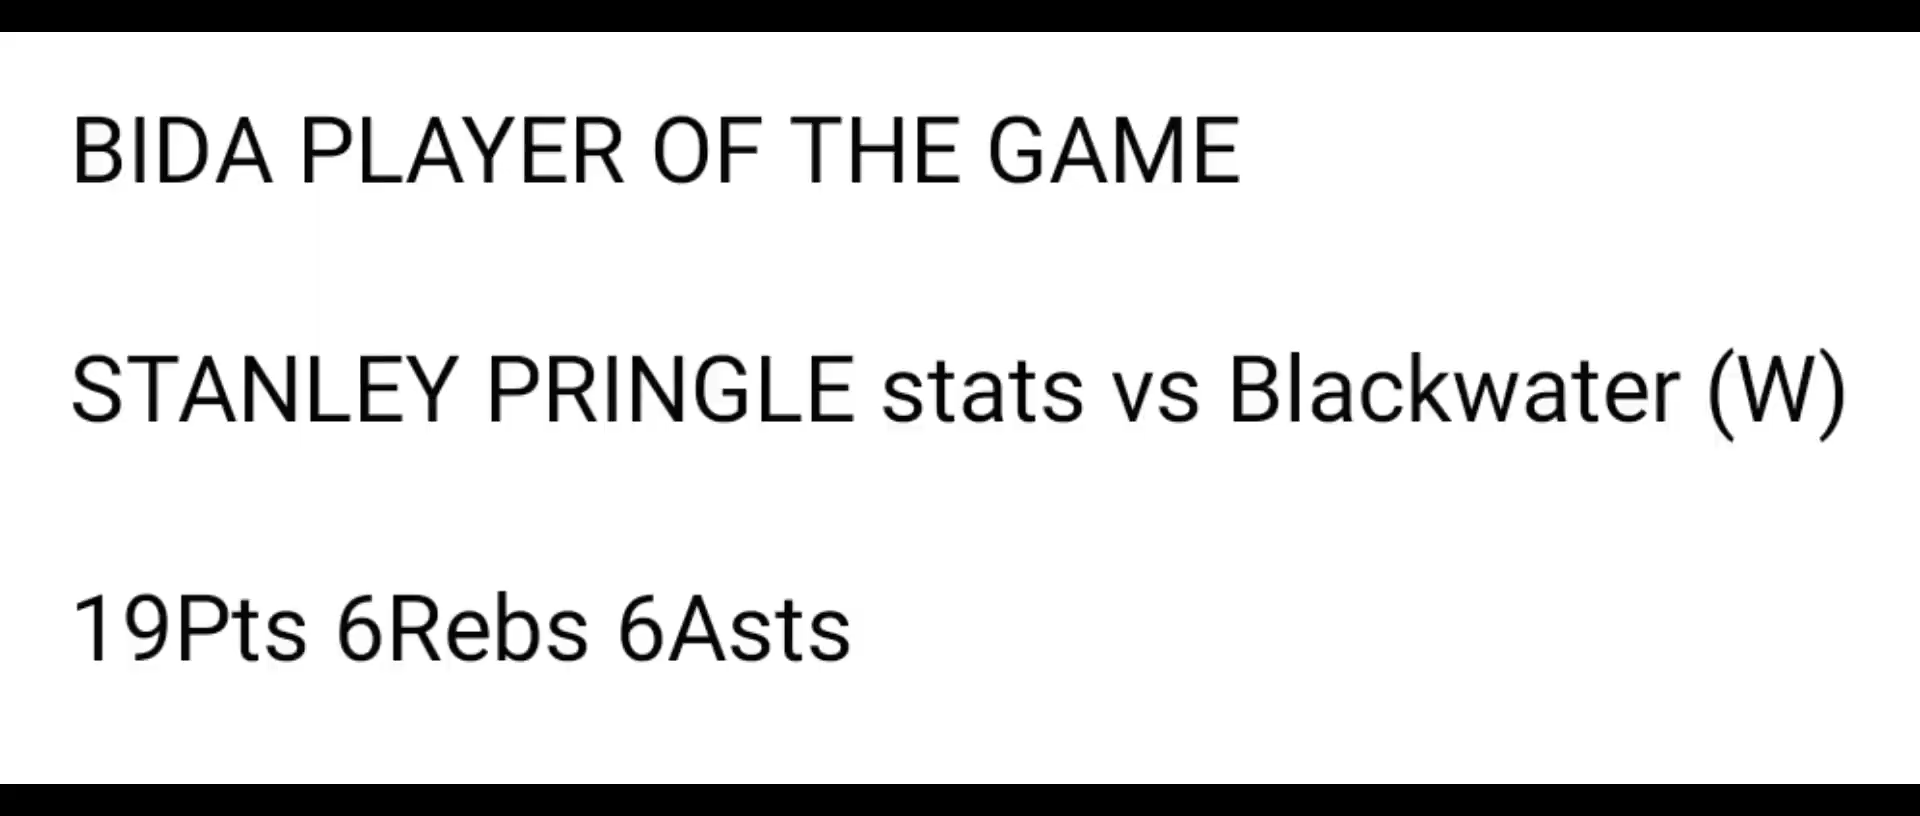 BIDA PLAYER OF THE GAME
STANLEY PRINGLE stats vs Blackwater (W)
19Pts 6Rebs 6Asts